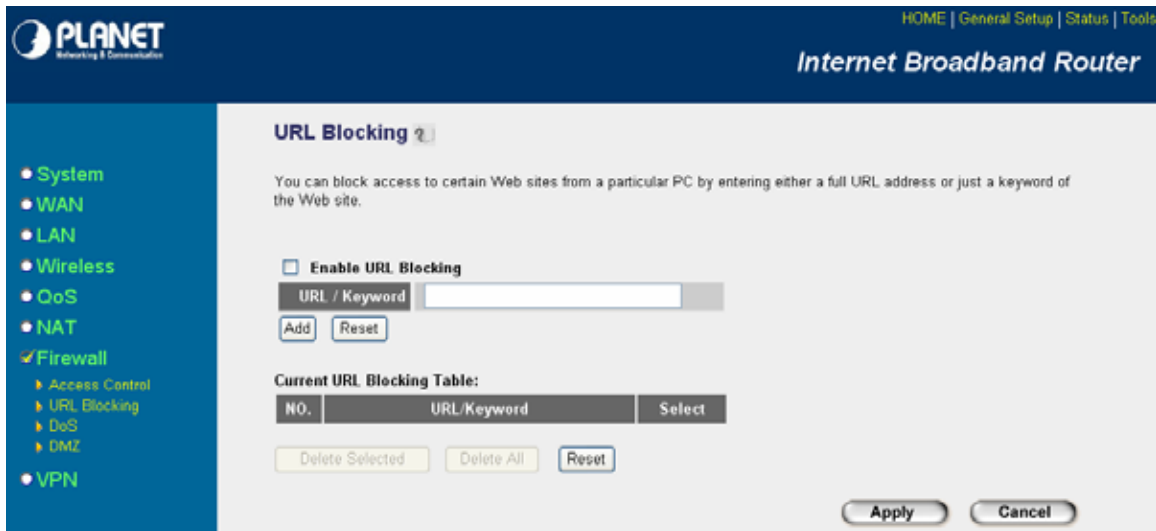 HOME | General Setup | Status | Tools
PLANET
Networking & Communication
Internet Broadband Router
System
WAN
LAN
Wireless
QoS
NAT
Firewall
Access Control
URL Blocking
DoS
DMZ
VPN
URL Blocking ?
You can block access to certain Web sites from a particular PC by entering either a full URL address or just a keyword of
the Web site.
Enable URL Blocking
URL / Keyword
Add Reset
Current URL Blocking Table:
NO. URL/Keyword Select
Delete Selected Delete All Reset
Apply Cancel